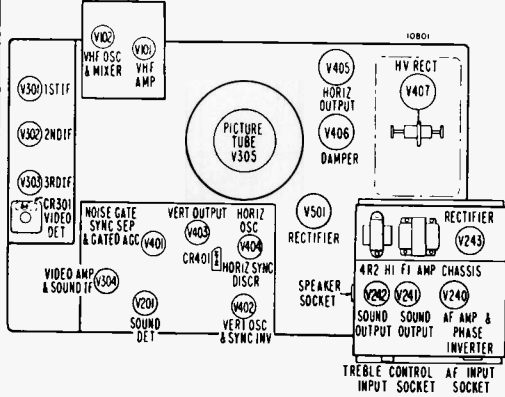 10801
V102
VHF OSC
& MIXER
V101
VHF
AMP
V301 1ST IF
V302 2ND IF
V303 3RD IF
CR301
VIDEO
DET
PICTURE
TUBE
V305
V405
HORIZ
OUTPUT
V406
DAMPER
HV RECT
V407
V501
RECTIFIER
NOISE GATE
SYNC SEP
& GATED AGC
V401
VERT OUTPUT
V403
HORIZ
OSC
V404
CR401
HORIZ SYNC
DISCR
VIDEO AMP
& SOUND IF
V304
V201
SOUND
DET
V402
VERT OSC
& SYNC INV
SPEAKER
SOCKET
RECTIFIER
V243
4R2 HI FI AMP CHASSIS
V242
SOUND
OUTPUT
V241
SOUND
OUTPUT
V240
AF AMP &
PHASE
INVERTER
TREBLE CONTROL AF INPUT
INPUT SOCKET SOCKET